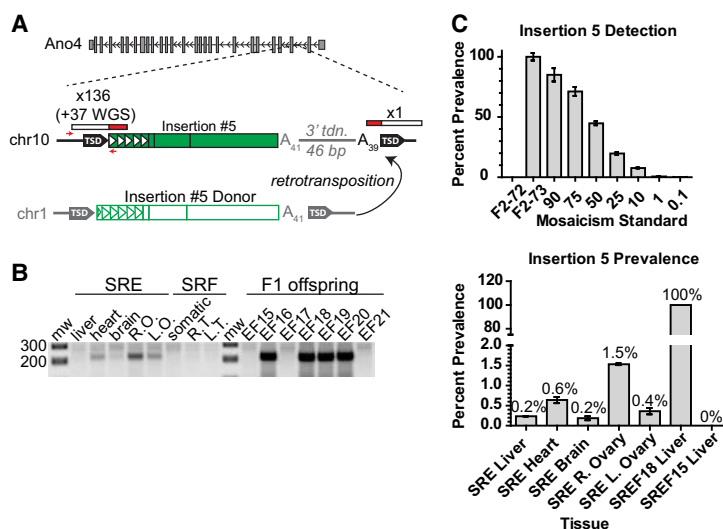 A
Ano4
x136
(+37 WGS)
x1
Insertion #5
3' tdn.
46 bp
chr10
TSD
A41
A39
TSD
retrotransposition
Insertion #5 Donor
chr1
TSD
A41
TSD
B
SRE
SRF
F1 offspring
mw
liver
heart
brain
R.O.
L.O.
somatic
R.T.
L.T.
mw
EF15
EF16
EF17
EF18
EF19
EF20
EF21
300
200
C
Insertion 5 Detection
Percent Prevalence
100
50
0
F2-72
F2-73
90
75
50
25
10
1
0.1
Mosaicism Standard
Insertion 5 Prevalence
Percent Prevalence
120
100
80
2.0
1.5
1.0
0.5
0.0
0.2%
0.6%
0.2%
1.5%
0.4%
100%
0%
SRE Liver
SRE Heart
SRE Brain
SRE R. Ovary
SRE L. Ovary
SREF18 Liver
SREF15 Liver
Tissue